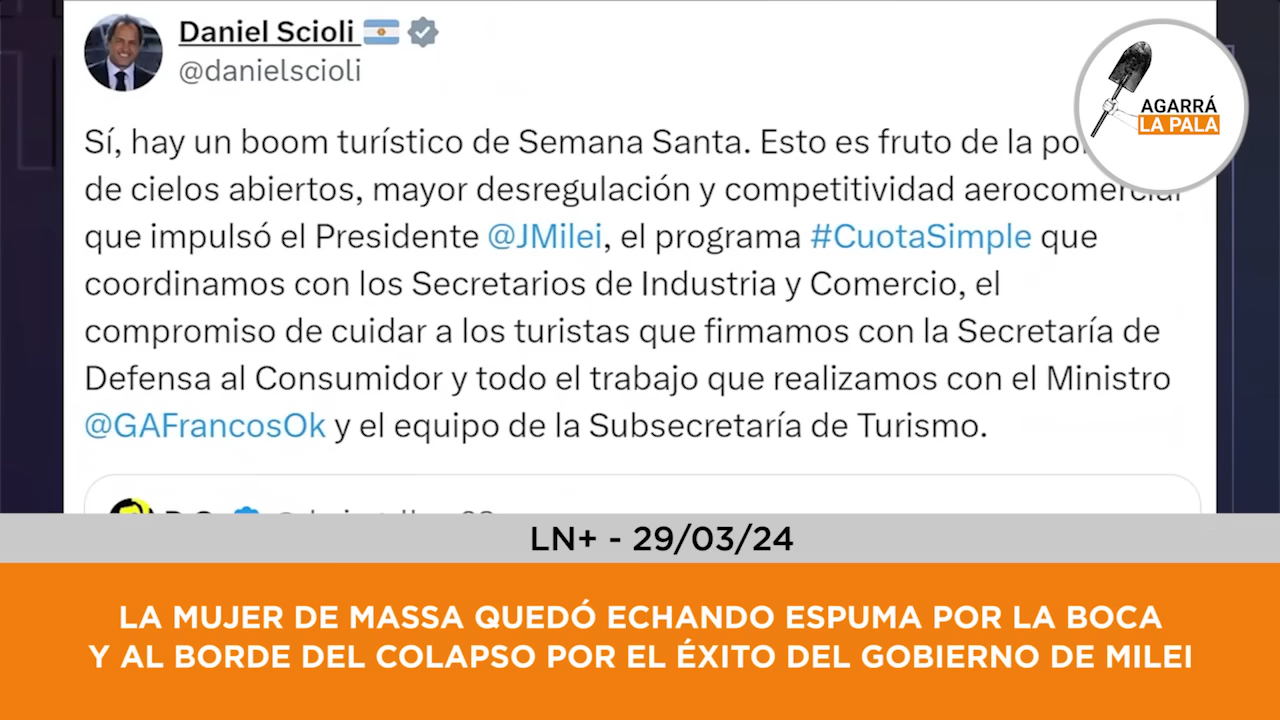 Daniel Scioli
@danielscioli
AGARRÁ
LA PALA
Sí, hay un boom turístico de Semana Santa. Esto es fruto de la
de cielos abiertos, mayor desregulación y competitividad aerocomercial
que impulsó el Presidente @JMilei, el programa #CuotaSimple que
coordinamos con los Secretarios de Industria y Comercio, el
compromiso de cuidar a los turistas que firmamos con la Secretaría de
Defensa al Consumidor y todo el trabajo que realizamos con el Ministro
@GAFrancosOk y el equipo de la Subsecretaría de Turismo.
LN+ - 29/03/24
LA MUJER DE MASSA QUEDÓ ECHANDO ESPUMA POR LA BOCA
Y AL BORDE DEL COLAPSO POR EL ÉXITO DEL GOBIERNO DE MILEI